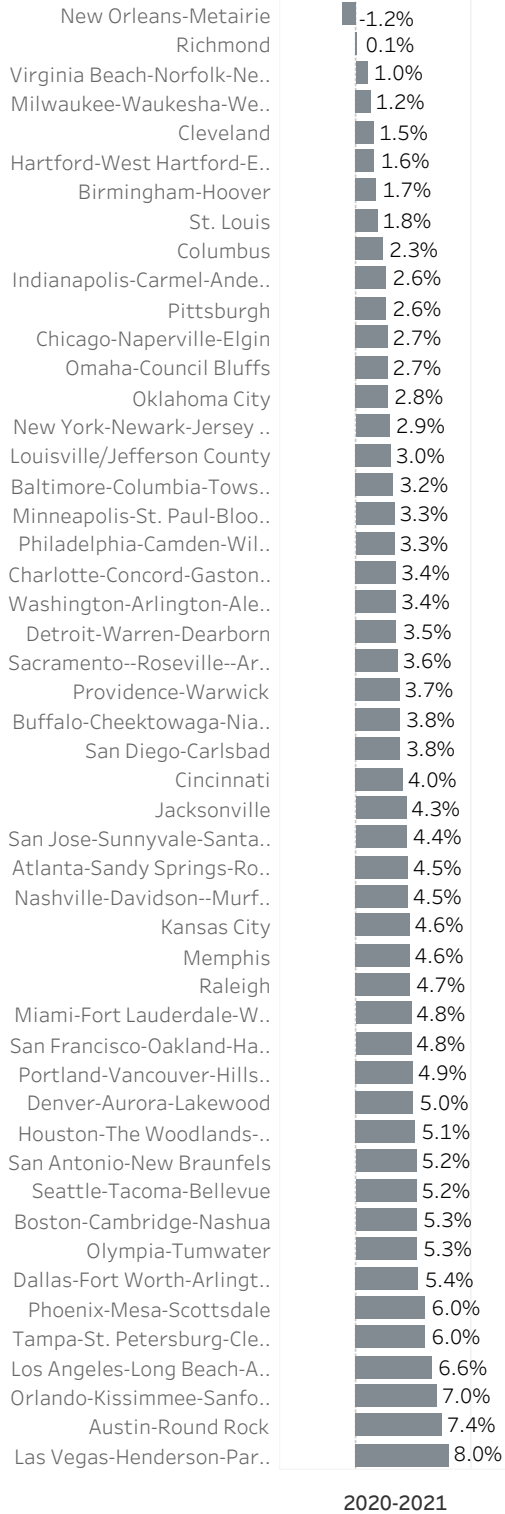 New Orleans-Metairie -1.2%
Richmond 0.1%
Virginia Beach-Norfolk-Ne.. 1.0%
Milwaukee-Waukesha-We.. 1.2%
Cleveland 1.5%
Hartford-West Hartford-E.. 1.6%
Birmingham-Hoover 1.7%
St. Louis 1.8%
Columbus 2.3%
Indianapolis-Carmel-Ande.. 2.6%
Pittsburgh 2.6%
Chicago-Naperville-Elgin 2.7%
Omaha-Council Bluffs 2.7%
Oklahoma City 2.8%
New York-Newark-Jersey .. 2.9%
Louisville/Jefferson County 3.0%
Baltimore-Columbia-Tows.. 3.2%
Minneapolis-St. Paul-Bloo.. 3.3%
Philadelphia-Camden-Wil.. 3.3%
Charlotte-Concord-Gaston.. 3.4%
Washington-Arlington-Ale.. 3.4%
Detroit-Warren-Dearborn 3.5%
Sacramento--Roseville--Ar.. 3.6%
Providence-Warwick 3.7%
Buffalo-Cheektowaga-Nia.. 3.8%
San Diego-Carlsbad 3.8%
Cincinnati 4.0%
Jacksonville 4.3%
San Jose-Sunnyvale-Santa.. 4.4%
Atlanta-Sandy Springs-Ro.. 4.5%
Nashville-Davidson--Murf.. 4.5%
Kansas City 4.6%
Memphis 4.6%
Raleigh 4.7%
Miami-Fort Lauderdale-W.. 4.8%
San Francisco-Oakland-Ha.. 4.8%
Portland-Vancouver-Hills.. 4.9%
Denver-Aurora-Lakewood 5.0%
Houston-The Woodlands-.. 5.1%
San Antonio-New Braunfels 5.2%
Seattle-Tacoma-Bellevue 5.2%
Boston-Cambridge-Nashua 5.3%
Olympia-Tumwater 5.3%
Dallas-Fort Worth-Arlingt.. 5.4%
Phoenix-Mesa-Scottsdale 6.0%
Tampa-St. Petersburg-Cle.. 6.0%
Los Angeles-Long Beach-A.. 6.6%
Orlando-Kissimmee-Sanfo.. 7.0%
Austin-Round Rock 7.4%
Las Vegas-Henderson-Par.. 8.0%
2020-2021